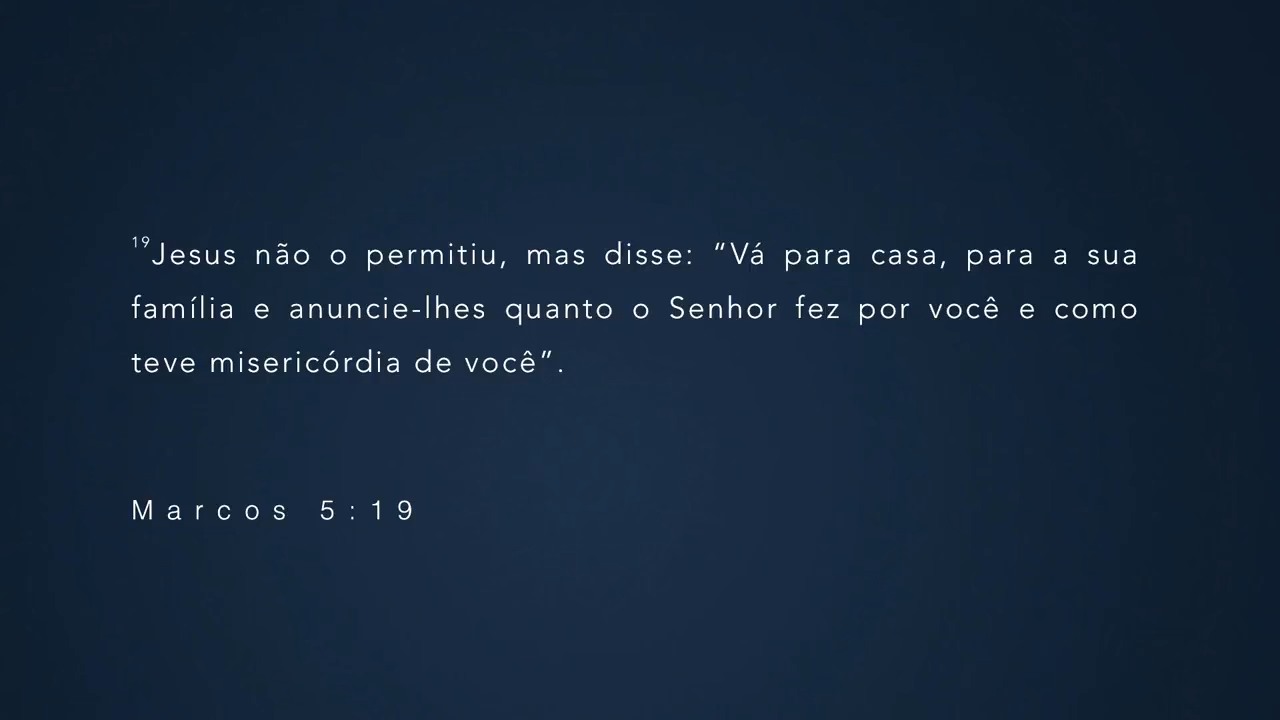 19Jesus não o permitiu, mas disse: “Vá para casa, para a sua
família e anuncie-lhes quanto o Senhor fez por você e como
teve misericórdia de você”.
Marcos 5:19